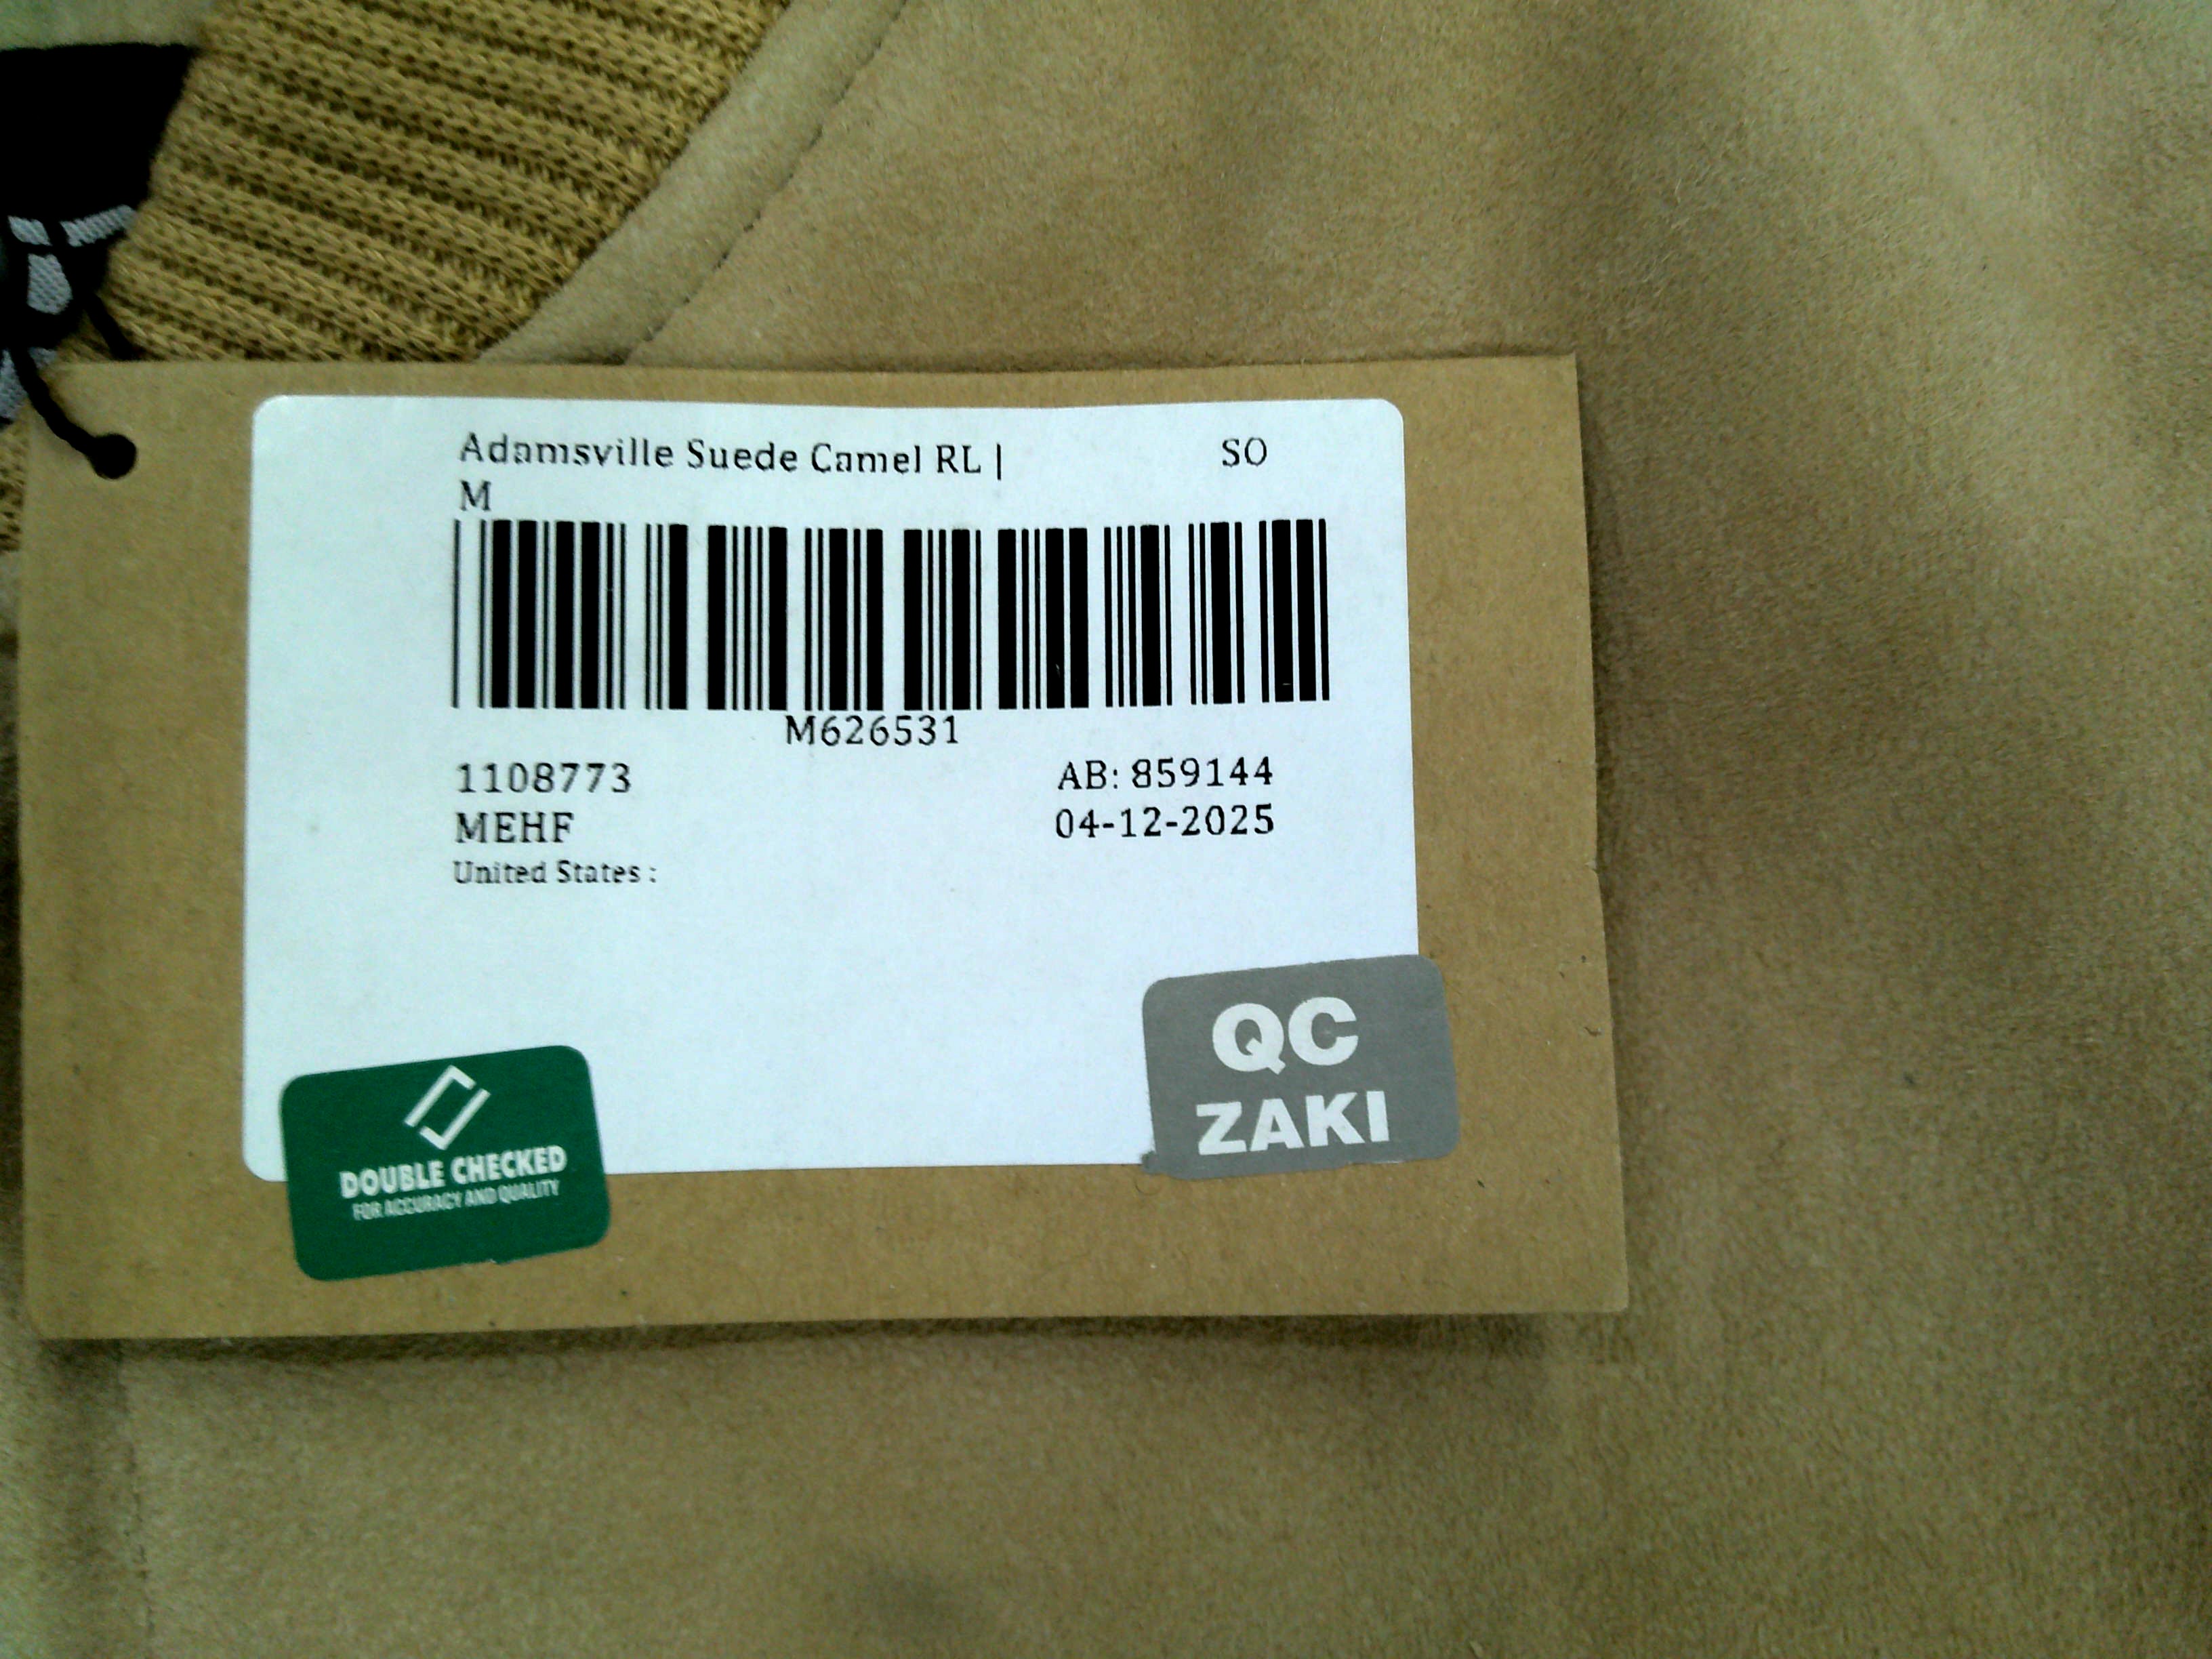 Adamsville Suede Camel RL | SO
M
M626531
1108773 AB: 859144
MEHF 04-12-2025
United States :
QC
ZAKI
DOUBLE CHECKED
FOR ACCURACY AND QUALITY